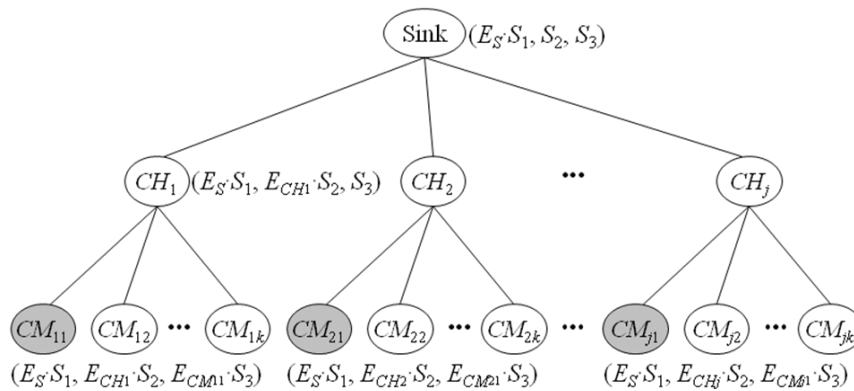 Sink (E_S·S_1, S_2, S_3)
CH_1 (E_S·S_1, E_CH1·S_2, S_3) CH_2 ... CH_j
CM_11 CM_12 ... CM_1k CM_21 CM_22 ... CM_2k ... CM_j1 CM_j2 ... CM_jk
(E_S·S_1, E_CH1·S_2, E_CM11·S_3) (E_S·S_1, E_CH2·S_2, E_CM21·S_3) (E_S·S_1, E_CHj·S_2, E_CMj1·S_3)